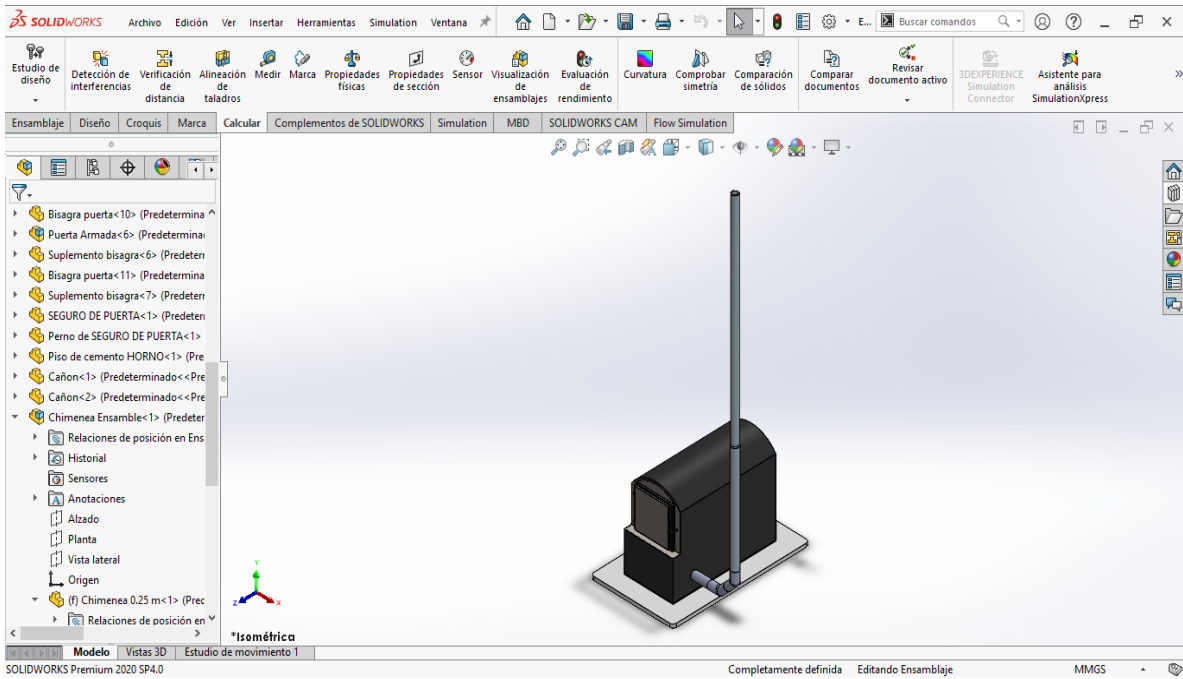 SOLIDWORKS Archivo Edición Ver Insertar Herramientas Simulation Ventana E... Buscar comandos
Estudio de diseño
Detección de interferencias
Verificación de distancia
Alineación de taladros
Medir
Marca
Propiedades físicas
Propiedades de sección
Sensor
Visualización de ensamblajes
Evaluación de rendimiento
Curvatura
Comprobar simetría
Comparación de sólidos
Comparar documentos
Revisar documento activo
3DEXPERIENCE Simulation Connector
Asistente para análisis SimulationXpress
Ensamblaje Diseño Croquis Marca Calcular Complementos de SOLIDWORKS Simulation MBD SOLIDWORKS CAM Flow Simulation
Bisagra puerta<10> (Predetermina
Puerta Armada<6> (Predetermina
Suplemento bisagra<6> (Predeterr
Bisagra puerta<11> (Predetermina
Suplemento bisagra<7> (Predeterr
SEGURO DE PUERTA<1> (Predeterr
Perno de SEGURO DE PUERTA<1>
Piso de cemento HORNO<1> (Pre
Cañon<1> (Predeterminado<<Pre
Cañon<2> (Predeterminado<<Pre
Chimenea Ensamble<1> (Predeter
Relaciones de posición en Ens
Historial
Sensores
A Anotaciones
Alzado
Planta
Vista lateral
Origen
(f) Chimenea 0.25 m<1> (Prec
Relaciones de posición en
Y
Z X
*Isométrica
Modelo Vistas 3D Estudio de movimiento 1
SOLIDWORKS Premium 2020 SP4.0 Completamente definida Editando Ensamblaje MMGS